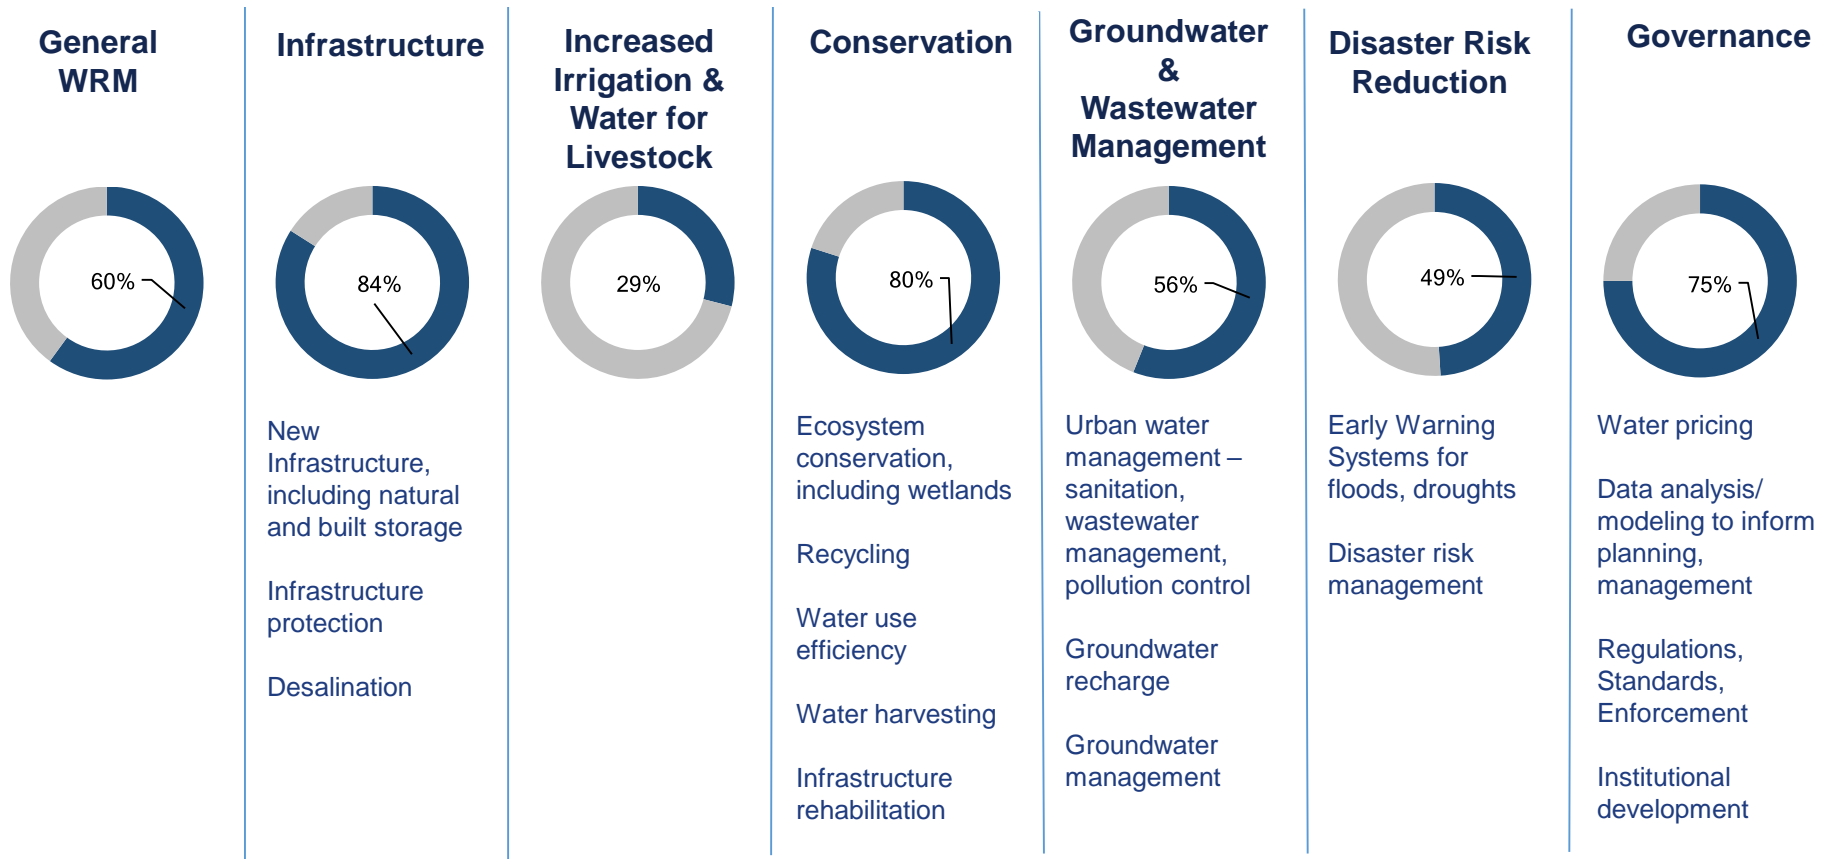 General
WRM
60%
Infrastructure
84%
New
Infrastructure,
including natural
and built storage
Infrastructure
protection
Desalination
Increased
Irrigation &
Water for
Livestock
29%
Conservation
80%
Ecosystem
conservation,
including wetlands
Recycling
Water use
efficiency
Water harvesting
Infrastructure
rehabilitation
Groundwater
&
Wastewater
Management
56%
Urban water
management –
sanitation,
wastewater
management,
pollution control
Groundwater
recharge
Groundwater
management
Disaster Risk
Reduction
49%
Early Warning
Systems for
floods, droughts
Disaster risk
management
Governance
75%
Water pricing
Data analysis/
modeling to inform
planning,
management
Regulations,
Standards,
Enforcement
Institutional
development